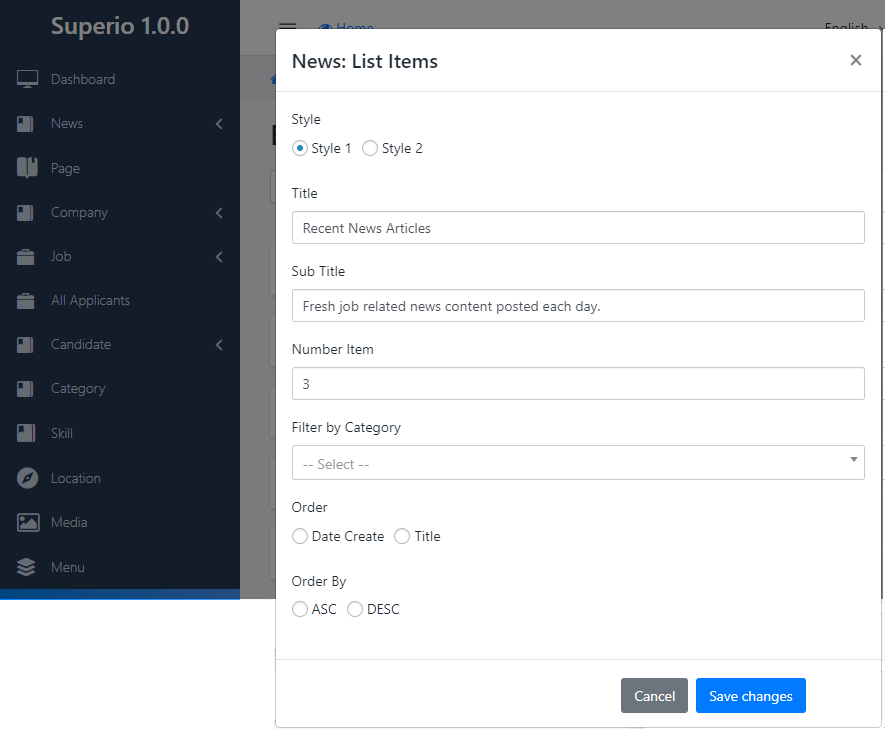 Superio 1.0.0
Home
English
Dashboard
News
Page
Company
Job
All Applicants
Candidate
Category
Skill
Location
Media
Menu
News: List Items
×
Style
Style 1 Style 2
Title
Recent News Articles
Sub Title
Fresh job related news content posted each day.
Number Item
3
Filter by Category
-- Select --
Order
Date Create Title
Order By
ASC DESC
Cancel Save changes